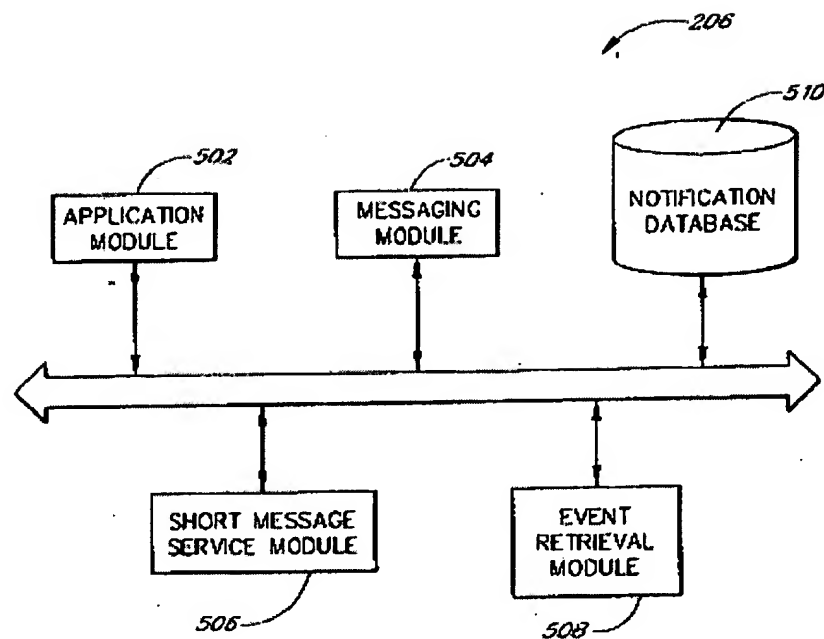 206
510
502
504
APPLICATION
MODULE
MESSAGING
MODULE
NOTIFICATION
DATABASE
SHORT MESSAGE
SERVICE MODULE
EVENT
RETRIEVAL
MODULE
506
508